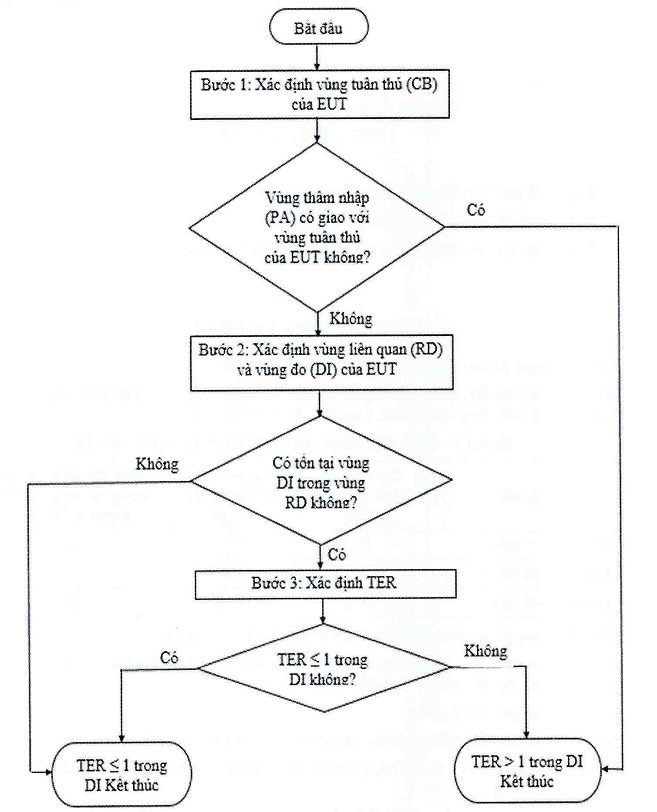 Bắt đầu
Bước 1: Xác định vùng tuân thủ (CB)
của EUT
Vùng thâm nhập
(PA) có giao với
vùng tuân thủ
của EUT không?
Có
Không
Bước 2: Xác định vùng liên quan (RD)
và vùng đo (DI) của EUT
Không
Có tồn tại vùng
DI trong vùng
RD không?
Có
Bước 3: Xác định TER
Có
TER ≤ 1 trong
DI không?
Không
TER ≤ 1 trong
DI Kết thúc
TER > 1 trong DI
Kết thúc